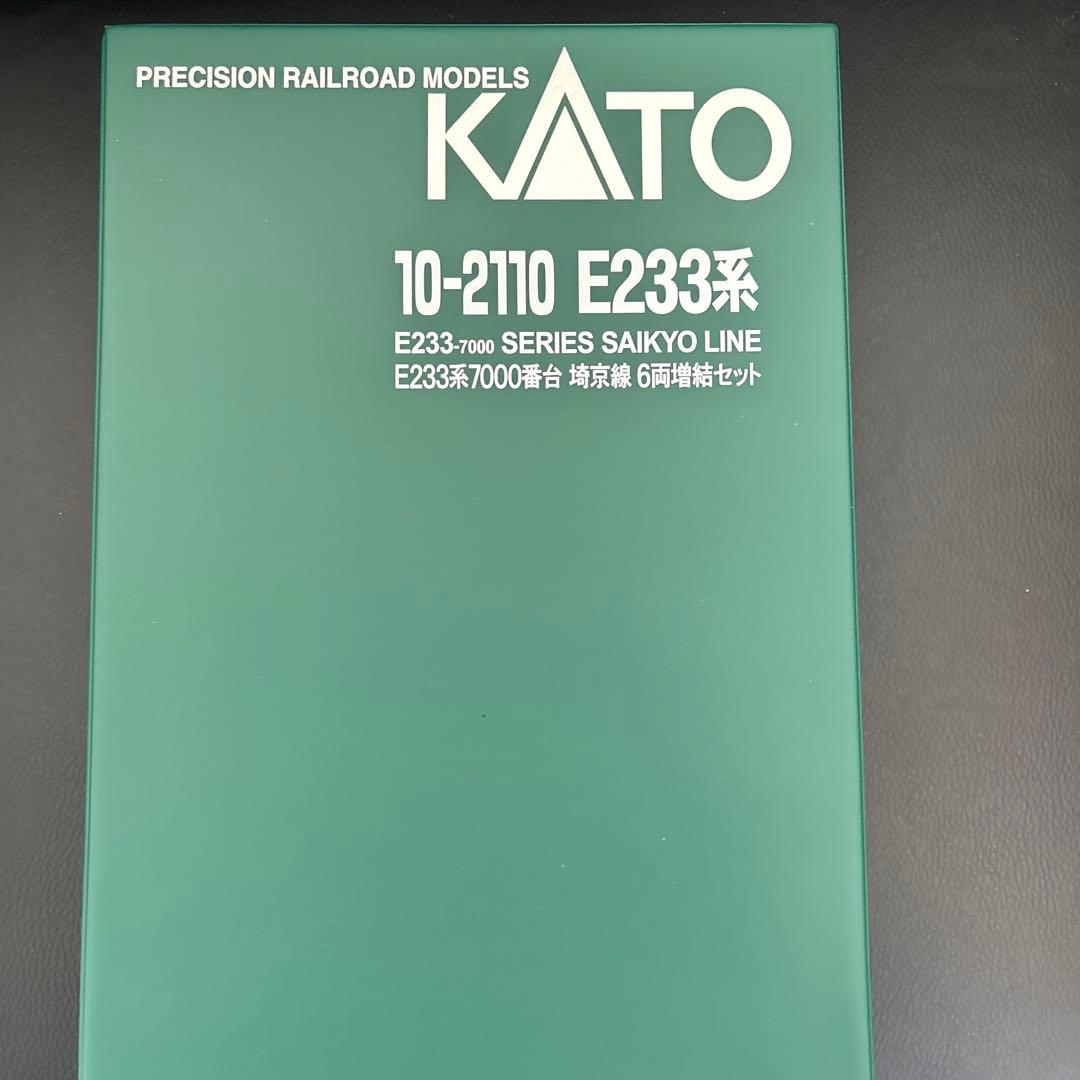 PRECISION RAILROAD MODELS
KATO
10-2110 E233系
E233-7000 SERIES SAIKYO LINE
E233系7000番台 埼京線 6両増結セット